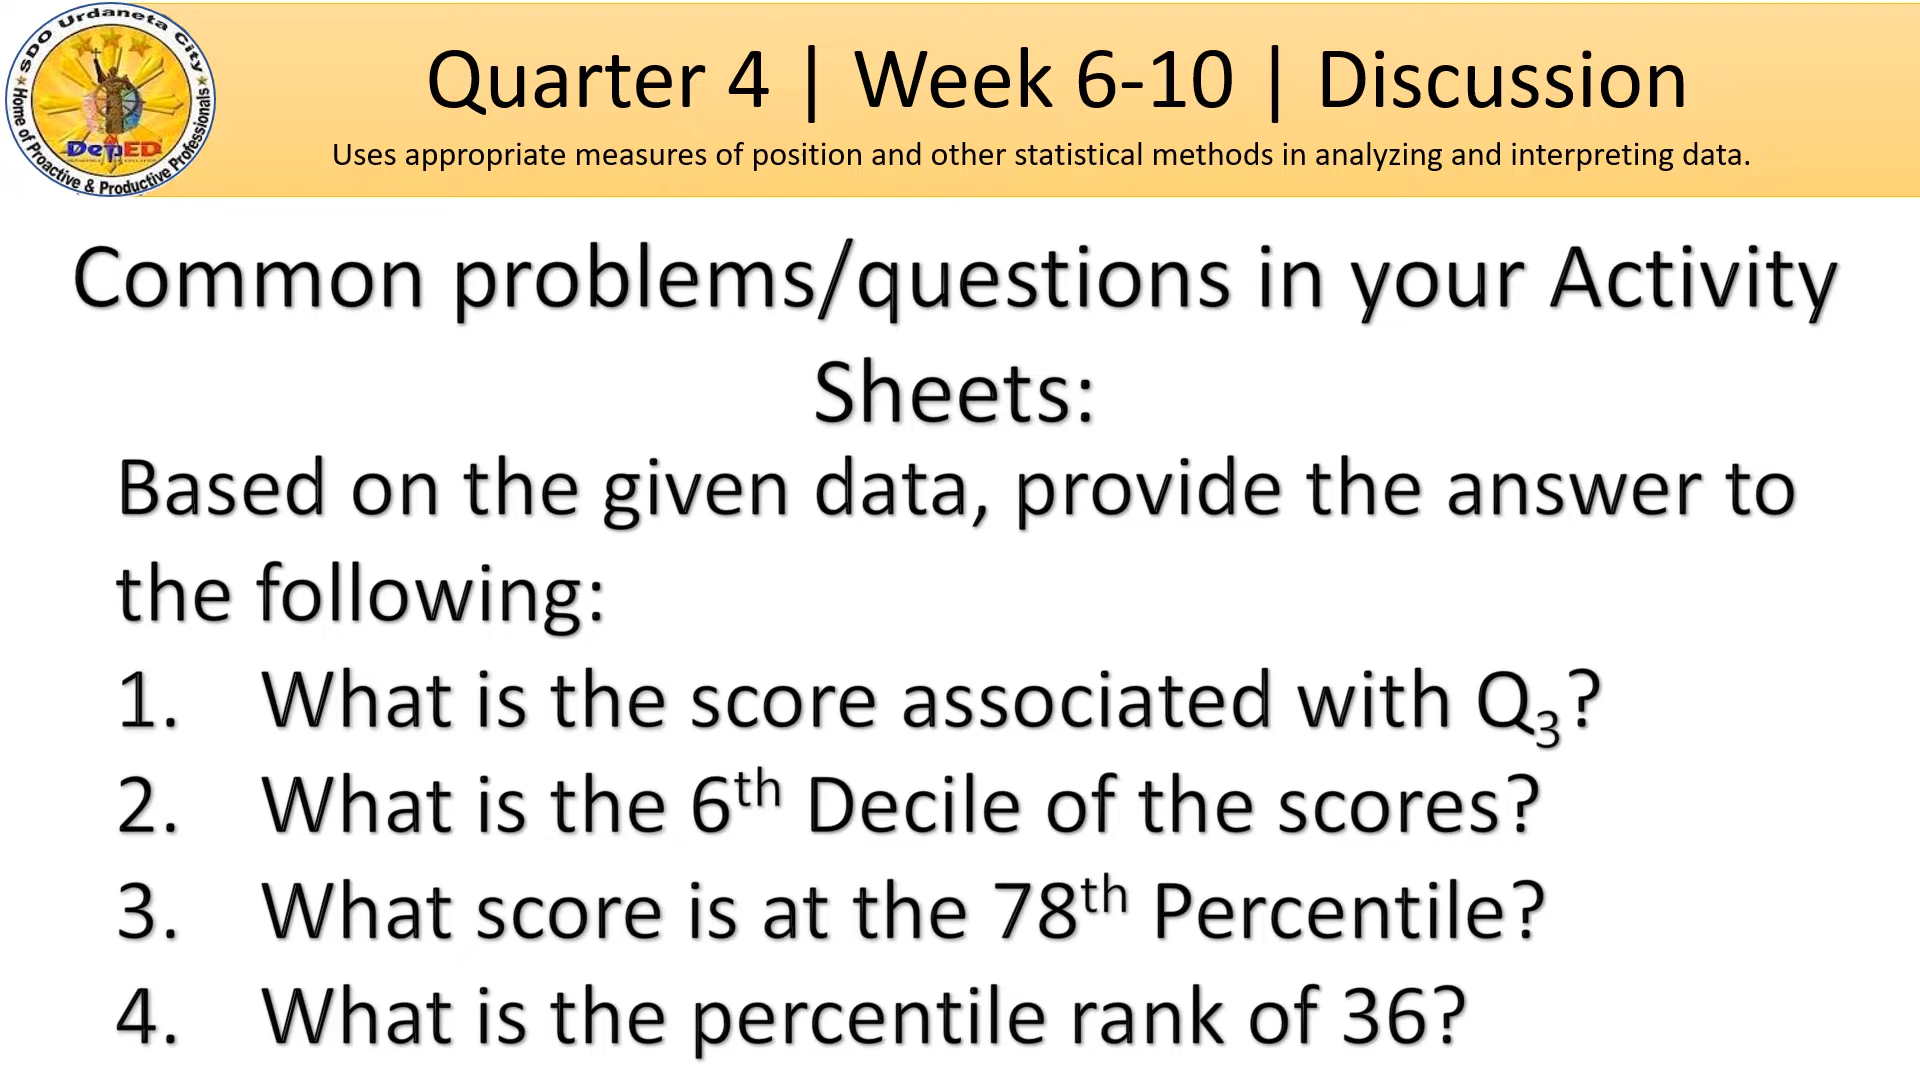 SDO Urdaneta City
Home of Proactive & Productive Professionals
DepED
Quarter 4 | Week 6-10 | Discussion
Uses appropriate measures of position and other statistical methods in analyzing and interpreting data.
Common problems/questions in your Activity
Sheets:
Based on the given data, provide the answer to
the following:
1. What is the score associated with Q₃?
2. What is the 6ᵗʰ Decile of the scores?
3. What score is at the 78ᵗʰ Percentile?
4. What is the percentile rank of 36?